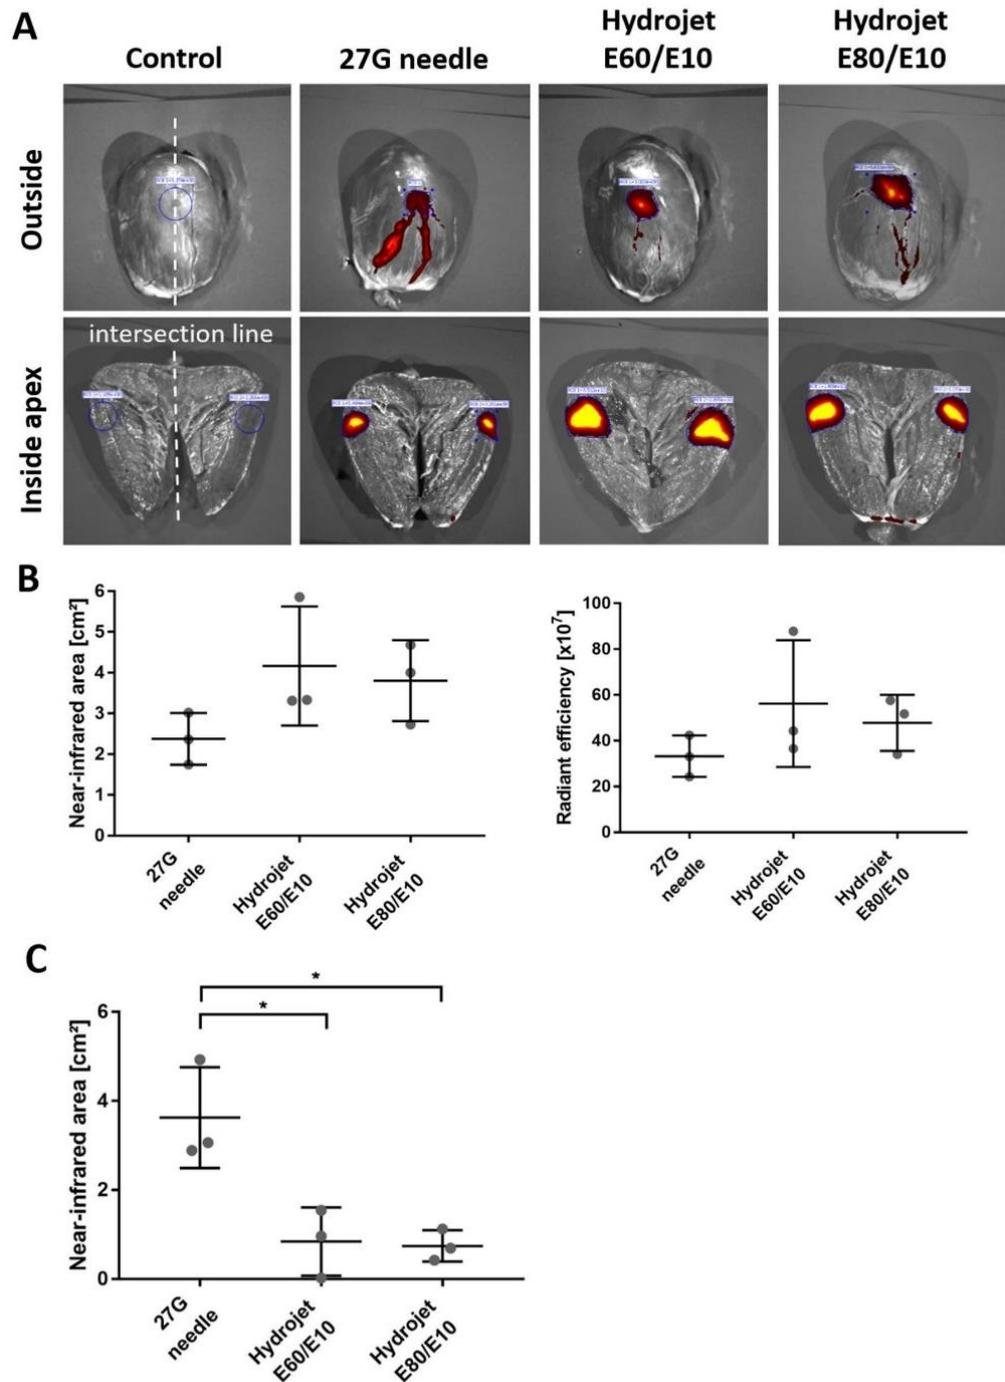 A
Control
27G needle
Hydrojet
E60/E10
Hydrojet
E80/E10
Outside
Inside apex
intersection line
B
Near-infrared area [cm²]
6
5
4
3
2
1
0
27G
needle
Hydrojet
E60/E10
Hydrojet
E80/E10
Radiant efficiency [x10⁷]
100
80
60
40
20
0
27G
needle
Hydrojet
E60/E10
Hydrojet
E80/E10
C
*
*
Near-infrared area [cm²]
6
4
2
0
27G
needle
Hydrojet
E60/E10
Hydrojet
E80/E10